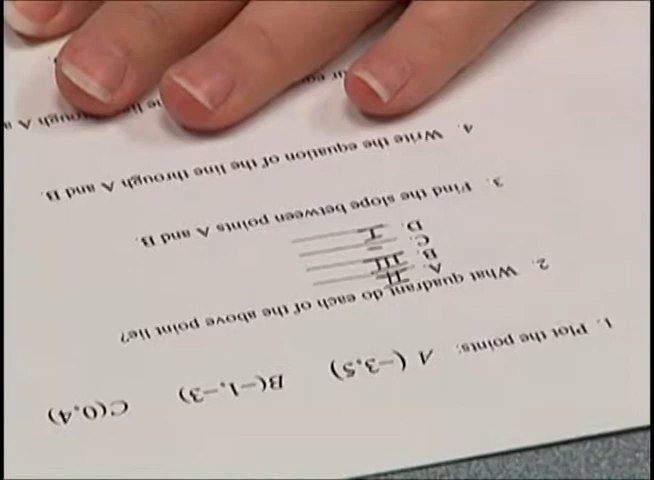 1. Plot the points: A (−3,5) B(−1,−3) C(0,4)
2. What quadrant do each of the above point lie?
A. II
B. III
C. –
D. I
3. Find the slope between points A and B.
4. Write the equation of the line through A and B.